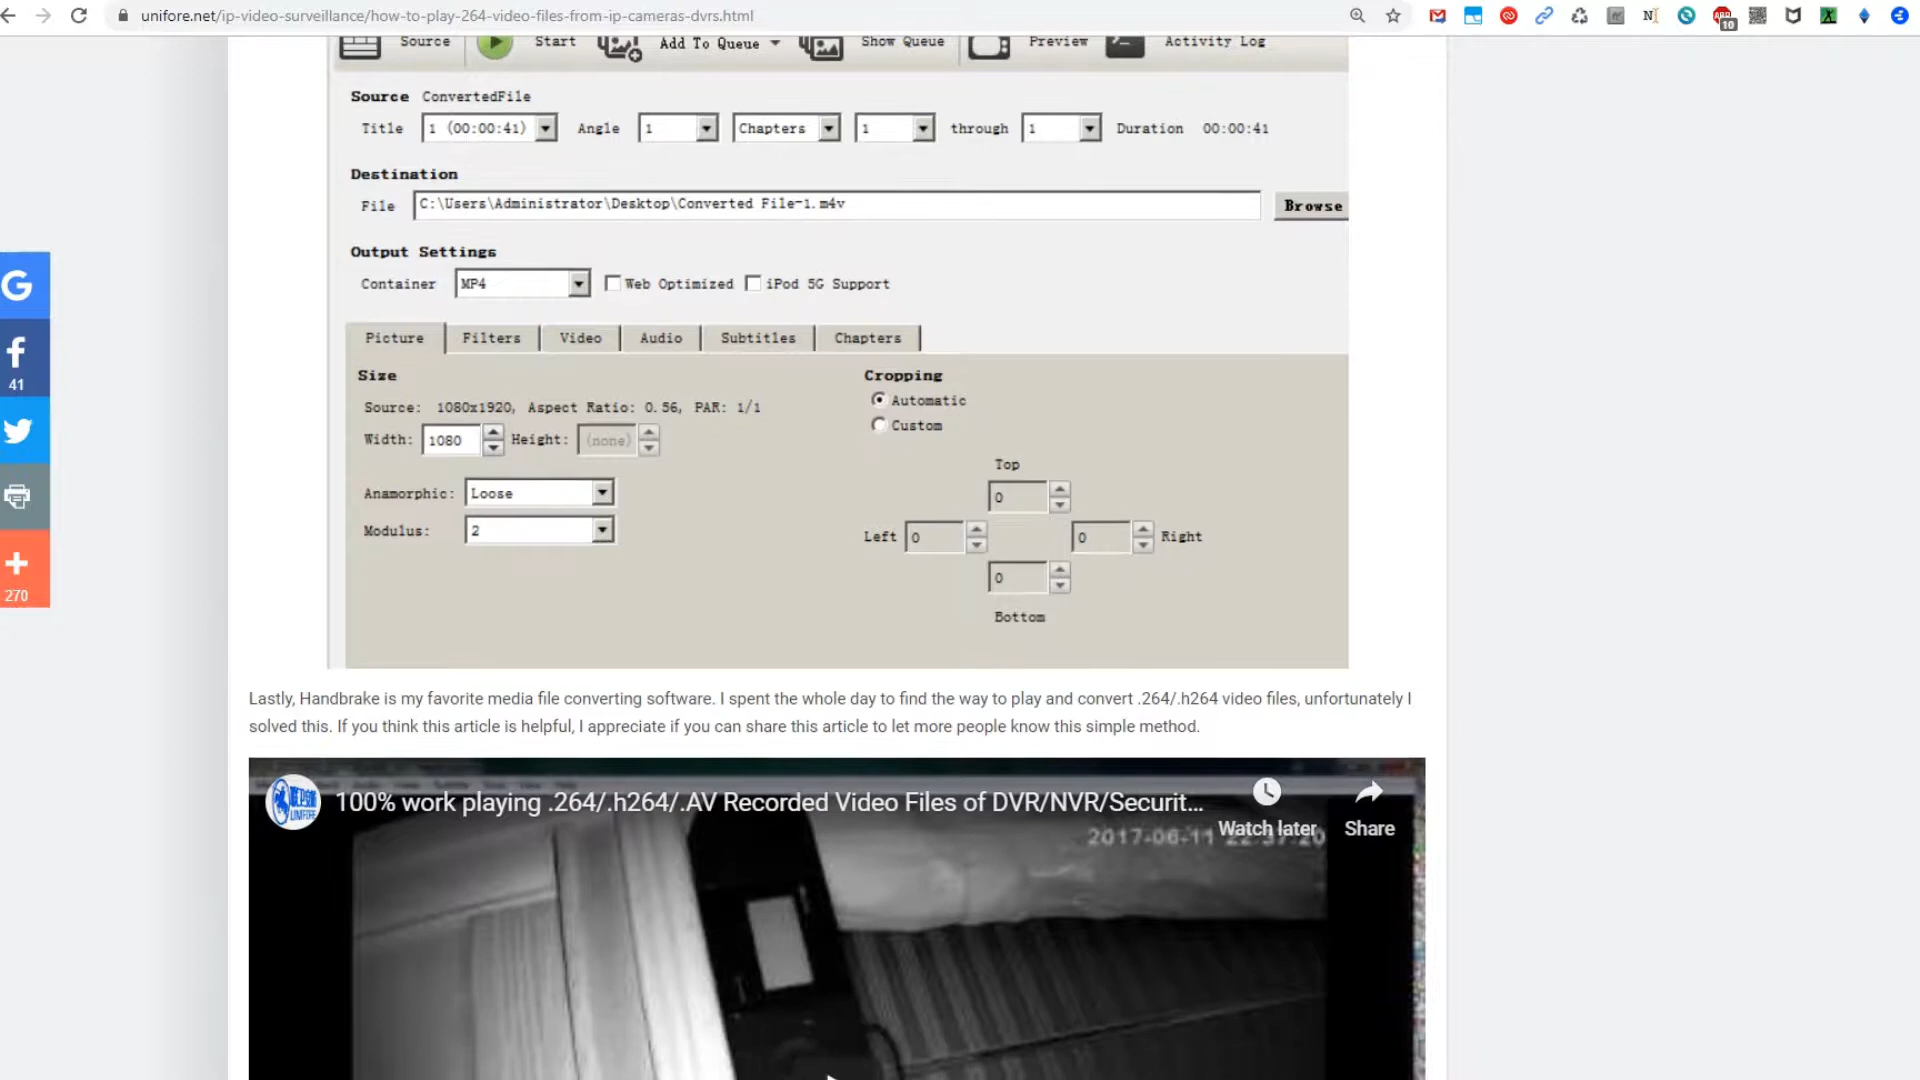 unifore.net/ip-video-surveillance/how-to-play-264-video-files-from-ip-cameras-dvrs.html
10
Source Start Add To Queue Show Queue Preview Activity Log
Source ConvertedFile
Title 1 (00:00:41) Angle 1 Chapters 1 through 1 Duration 00:00:41
Destination
File C:\Users\Administrator\Desktop\Converted File-1.m4v Browse
Output Settings
Container MP4 Web Optimized iPod 5G Support
Picture Filters Video Audio Subtitles Chapters
Size Cropping
Source: 1080x1920, Aspect Ratio: 0.56, PAR: 1/1 Automatic
Width: 1080 Height: (none) Custom
Top
0
Anamorphic: Loose
Modulus: 2
Left 0 0 Right
0
Bottom
41
270
Lastly, Handbrake is my favorite media file converting software. I spent the whole day to find the way to play and convert .264/.h264 video files, unfortunately I
solved this. If you think this article is helpful, I appreciate if you can share this article to let more people know this simple method.
100% work playing .264/.h264/.AV Recorded Video Files of DVR/NVR/Securit...
Watch later Share
2017-06-11 22:37:20